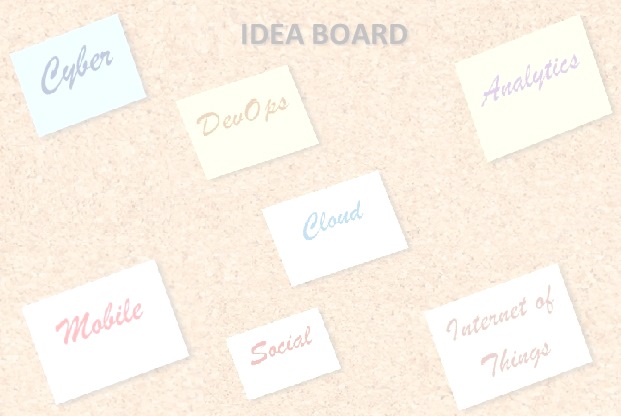 IDEA BOARD
Cyber
DevOps
Analytics
Cloud
Mobile
Social
Internet of
Things